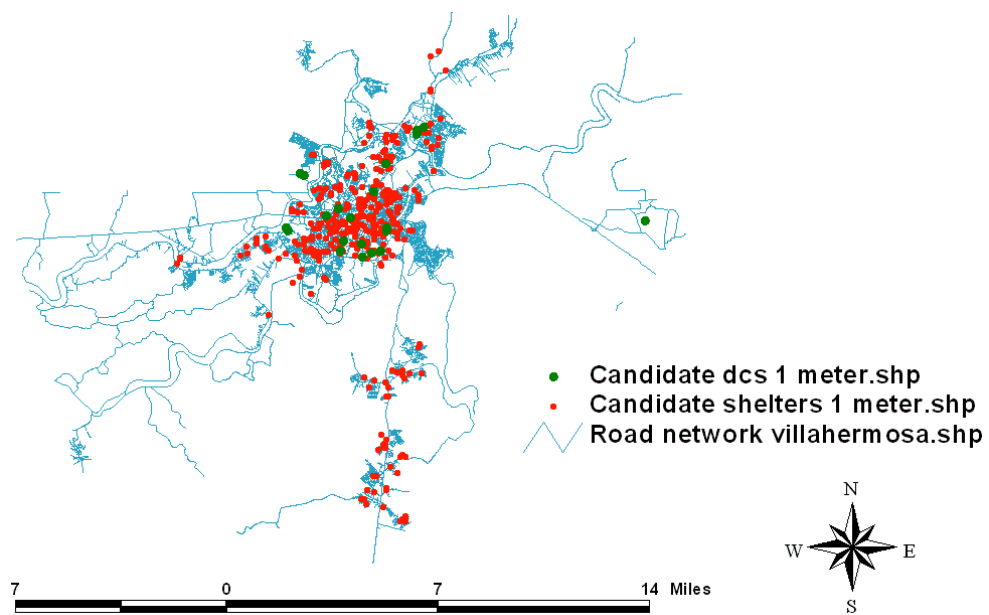 Candidate dcs 1 meter.shp
Candidate shelters 1 meter.shp
Road network villahermosa.shp
N
W E
S
7 0 7 14 Miles